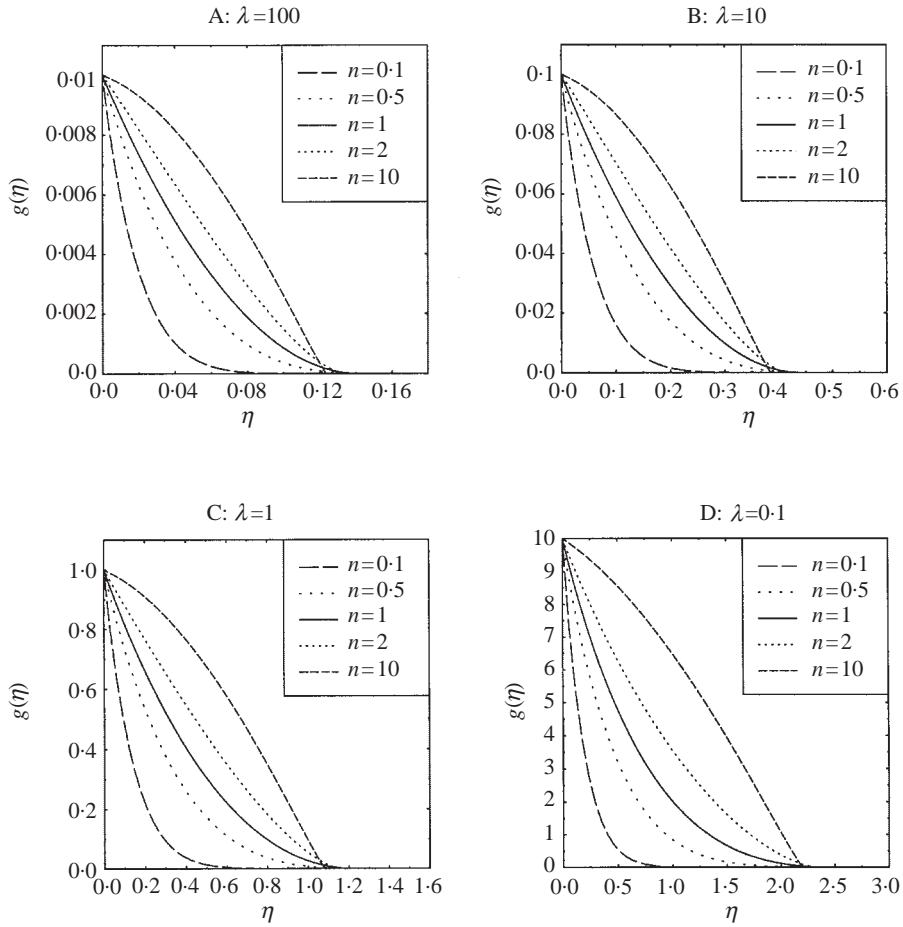 A: λ=100
0·01
0·008
0·006
0·004
0·002
0·0
g(η)
0·0 0·04 0·08 0·12 0·16
η
n=0·1
n=0·5
n=1
n=2
n=10
B: λ=10
0·1
0·08
0·06
0·04
0·02
0·0
g(η)
0·0 0·1 0·2 0·3 0·4 0·5 0·6
η
n=0·1
n=0·5
n=1
n=2
n=10
C: λ=1
1·0
0·8
0·6
0·4
0·2
0·0
g(η)
0·0 0·2 0·4 0·6 0·8 1·0 1·2 1·4 1·6
η
n=0·1
n=0·5
n=1
n=2
n=10
D: λ=0·1
10
9
8
7
6
5
4
3
2
1
0
g(η)
0·0 0·5 1·0 1·5 2·0 2·5 3·0
η
n=0·1
n=0·5
n=1
n=2
n=10